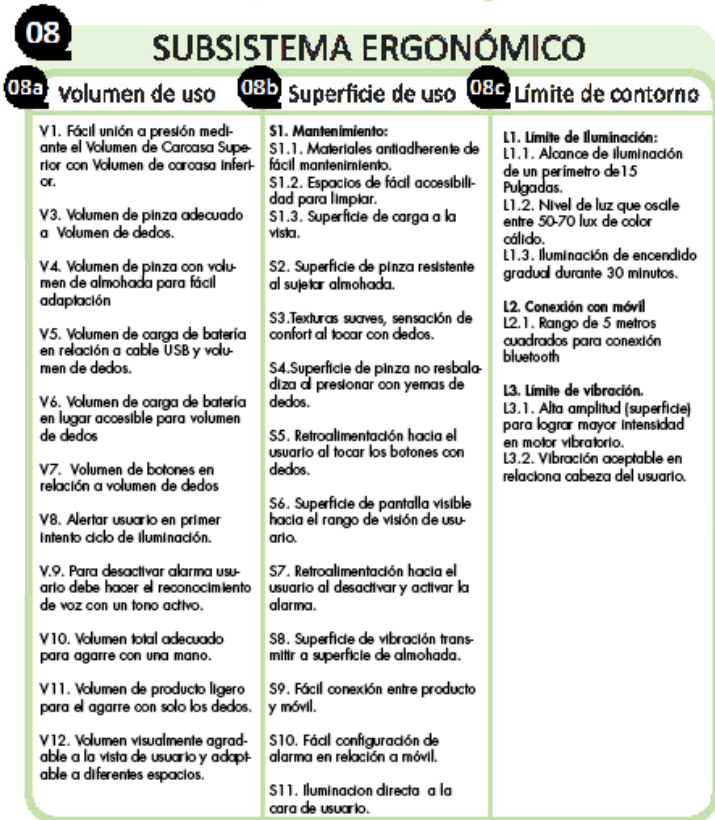 08
SUBSISTEMA ERGONÓMICO
08a Volumen de uso
V1. Fácil unión a presión medi-
ante el Volumen de Carcasa Supe-
rior con Volumen de carcasa inferi-
or.
V3. Volumen de pinza adecuado
a Volumen de dedos.
V4. Volumen de pinza con volu-
men de almohada para fácil
adaptación
V5. Volumen de carga de batería
en relación a cable USB y volu-
men de dedos.
V6. Volumen de carga de batería
en lugar accesible para volumen
de dedos
V7. Volumen de botones en
relación a volumen de dedos
V8. Alertar usuario en primer
intento ciclo de iluminación.
V.9. Para desactivar alarma usu-
ario debe hacer el reconocimiento
de voz con un tono activo.
V10. Volumen total adecuado
para agarre con una mano.
V11. Volumen de producto ligero
para el agarre con solo los dedos.
V12. Volumen visualmente agrad-
able a la vista de usuario y adapt-
able a diferentes espacios.
08b Superficie de uso
S1. Mantenimiento:
S1.1. Materiales antiadherente de
fácil mantenimiento.
S1.2. Espacios de fácil accesibili-
dad para limpiar.
S1.3. Superficie de carga a la
vista.
S2. Superficie de pinza resistente
al sujetar almohada.
S3.Texturas suaves, sensación de
confort al tocar con dedos.
S4.Superficie de pinza no resbala-
diza al presionar con yemas de
dedos.
S5. Retroalimentación hacia el
usuario al tocar los botones con
dedos.
S6. Superficie de pantalla visible
hacia el rango de visión de usu-
ario.
S7. Retroalimentación hacia el
usuario al desactivar y activar la
alarma.
S8. Superficie de vibración trans-
mitir a superficie de almohada.
S9. Fácil conexión entre producto
y móvil.
S10. Fácil configuración de
alarma en relación a móvil.
S11. Iluminacion directa a la
cara de usuario.
08c Límite de contorno
L1. Límite de Iluminación:
L1.1. Alcance de iluminación
de un perímetro de15
Pulgadas.
L1.2. Nivel de luz que oscile
entre 50-70 lux de color
cálido.
L1.3. Iluminación de encendido
gradual durante 30 minutos.
L2. Conexión con móvil
L2.1. Rango de 5 metros
cuadrados para conexión
bluetooth
L3. Límite de vibración.
L3.1. Alta amplitud (superficie)
para lograr mayor intensidad
en motor vibratorio.
L3.2. Vibración aceptable en
relaciona cabeza del usuario.